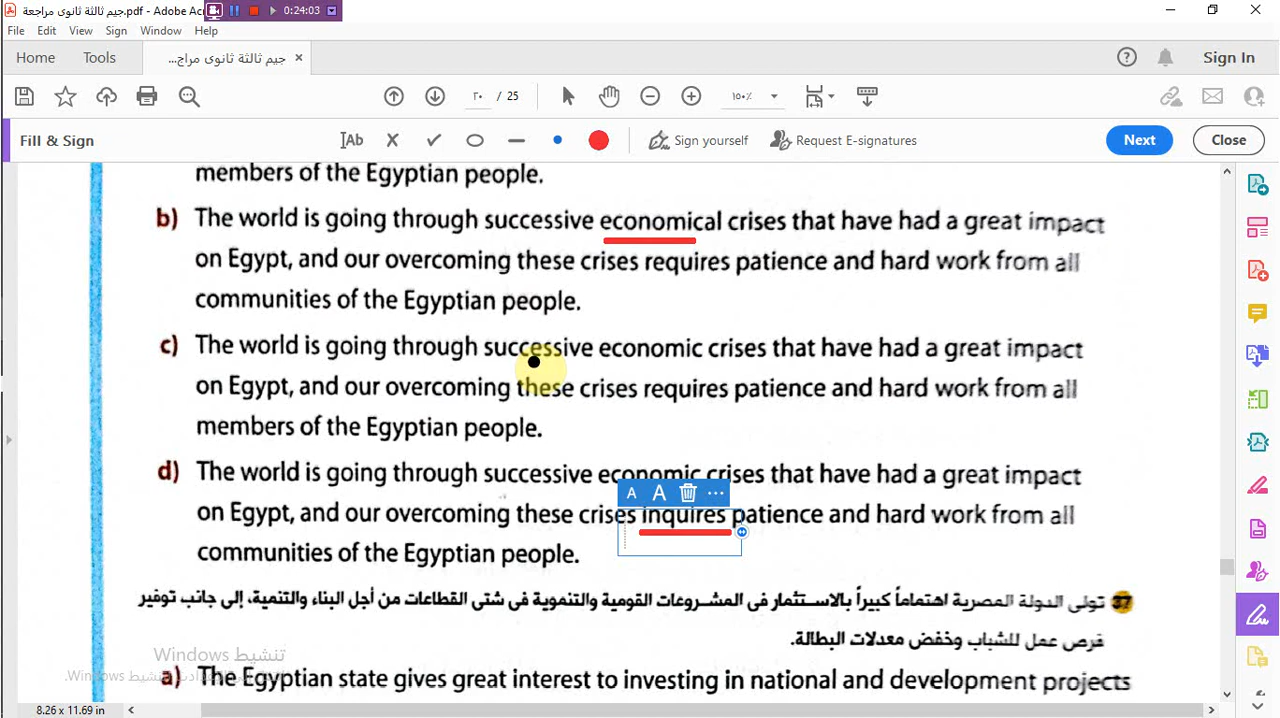 جيم ثالثة ثانوى مراجعة.pdf - Adobe Acr
0:24:03
File Edit View Sign Window Help
Home Tools جيم ثالثة ثانوى مراج... × Sign In
٢٠ / 25 ١٥٠٪
Fill & Sign Ab Sign yourself Request E-signatures Next Close
members of the Egyptian people.
b) The world is going through successive economical crises that have had a great impact
on Egypt, and our overcoming these crises requires patience and hard work from all
communities of the Egyptian people.
c) The world is going through successive economic crises that have had a great impact
on Egypt, and our overcoming these crises requires patience and hard work from all
members of the Egyptian people.
d) The world is going through successive economic crises that have had a great impact
A A ...
on Egypt, and our overcoming these crises inquires patience and hard work from all
communities of the Egyptian people.
37 تولى الدولة المصرية اهتماماً كبيراً بالاستثمار فى المشروعات القومية والتنموية فى شتى القطاعات من أجل البناء والتنمية، إلى جانب توفير
فرص عمل للشباب وخفض معدلات البطالة.
تنشيط Windows
تنشيط Windows.
a) The Egyptian state gives great interest to investing in national and development projects
8.26 x 11.69 in